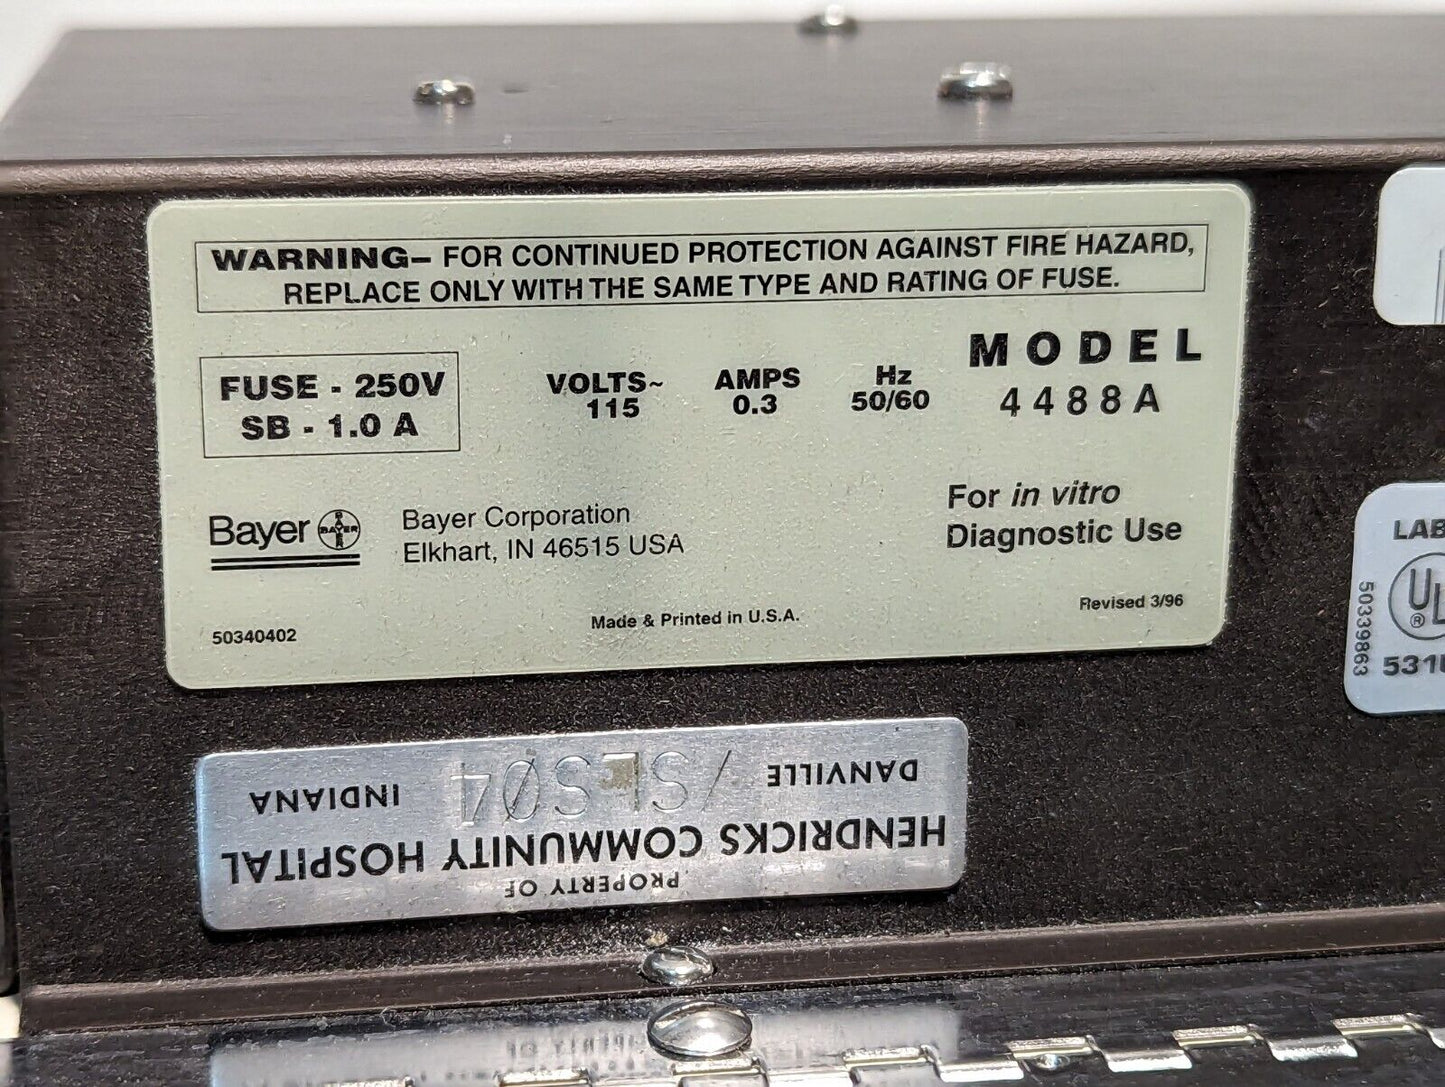 WARNING– FOR CONTINUED PROTECTION AGAINST FIRE HAZARD,
REPLACE ONLY WITH THE SAME TYPE AND RATING OF FUSE.
FUSE - 250V
SB - 1.0 A
VOLTS~
115
AMPS
0.3
Hz
50/60
MODEL
4488A
Bayer
BAYER
Bayer Corporation
Elkhart, IN 46515 USA
For in vitro
Diagnostic Use
50340402
Made & Printed in U.S.A.
Revised 3/96
UL
®
50339863
PROPERTY OF
HENDRICKS COMMUNITY HOSPITAL
DANVILLE
INDIANA